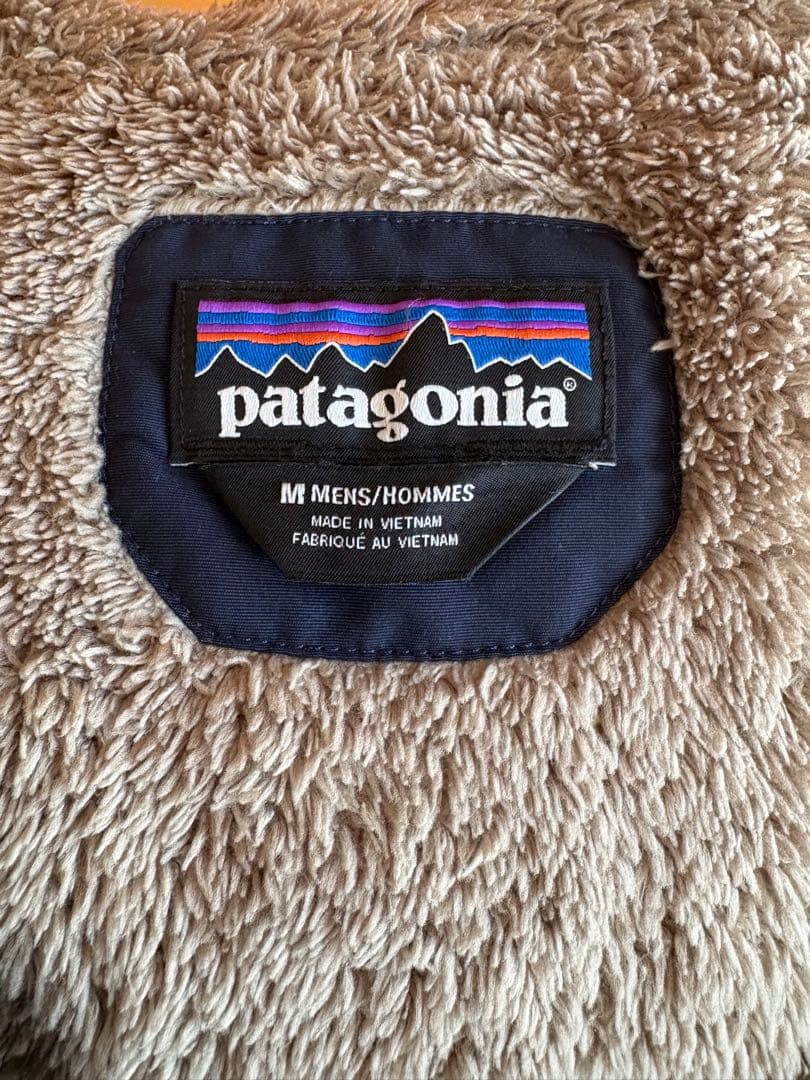 patagonia®
M MENS/HOMMES
MADE IN VIETNAM
FABRIQUÉ AU VIETNAM